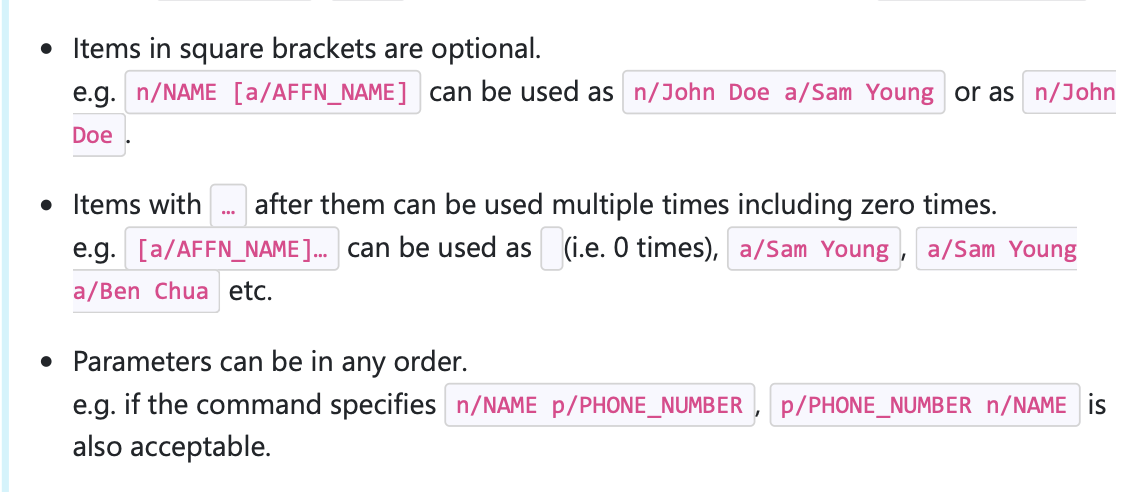 Items in square brackets are optional.
e.g. n/NAME [a/AFFN_NAME] can be used as n/John Doe a/Sam Young or as n/John
Doe.
Items with … after them can be used multiple times including zero times.
e.g. [a/AFFN_NAME]… can be used as (i.e. 0 times), a/Sam Young, a/Sam Young
a/Ben Chua etc.
Parameters can be in any order.
e.g. if the command specifies n/NAME p/PHONE_NUMBER, p/PHONE_NUMBER n/NAME is
also acceptable.